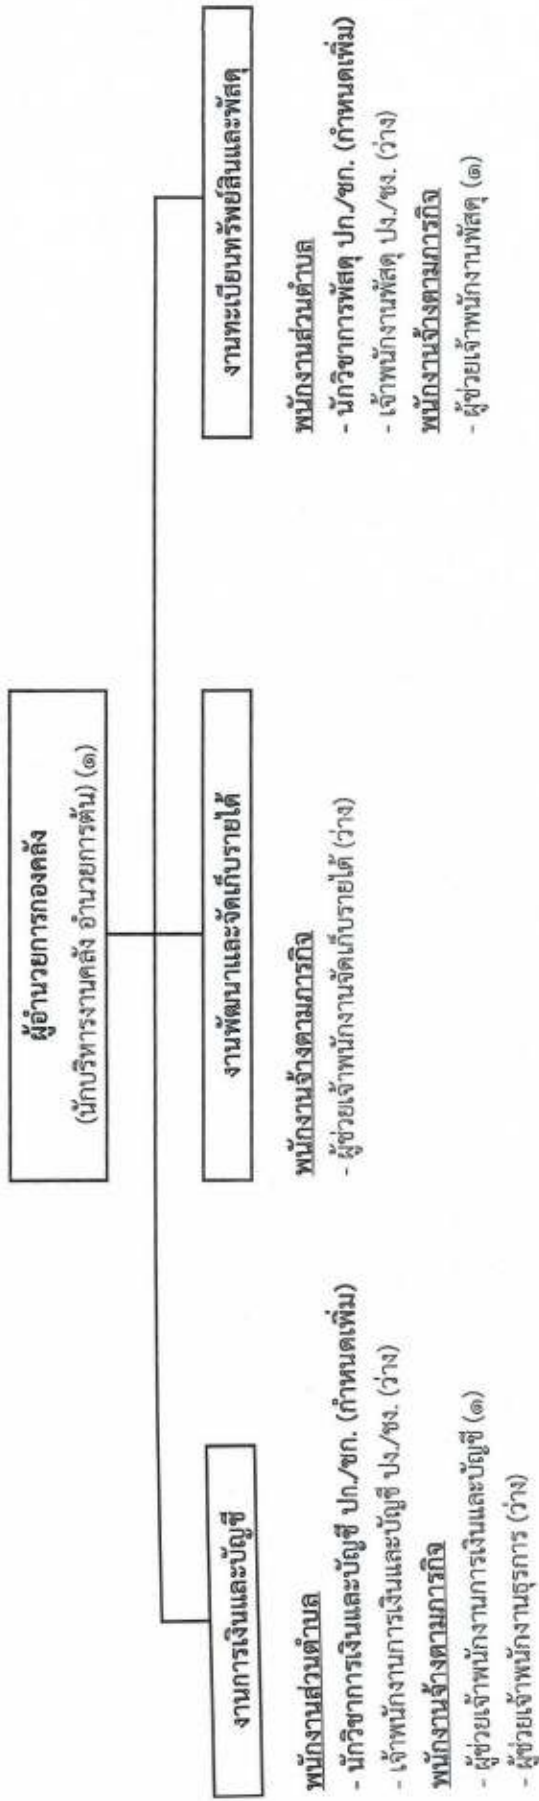 ผู้อำนวยการกองคลัง
(นักบริหารงานคลัง อำนวยการต้น) (๑)
งานการเงินและบัญชี
พนักงานส่วนตำบล
- นักวิชาการเงินและบัญชี ปก./ชก. (กำหนดเพิ่ม)
- เจ้าพนักงานการเงินและบัญชี ปง./ชง. (ว่าง)
พนักงานจ้างตามภารกิจ
- ผู้ช่วยเจ้าพนักงานการเงินและบัญชี (๑)
- ผู้ช่วยเจ้าพนักงานธุรการ (ว่าง)
งานพัฒนาและจัดเก็บรายได้
พนักงานจ้างตามภารกิจ
- ผู้ช่วยเจ้าพนักงานจัดเก็บรายได้ (ว่าง)
งานทะเบียนทรัพย์สินและพัสดุ
พนักงานส่วนตำบล
- นักวิชาการพัสดุ ปก./ชก. (กำหนดเพิ่ม)
- เจ้าพนักงานพัสดุ ปง./ชง. (ว่าง)
พนักงานจ้างตามภารกิจ
- ผู้ช่วยเจ้าพนักงานพัสดุ (๑)